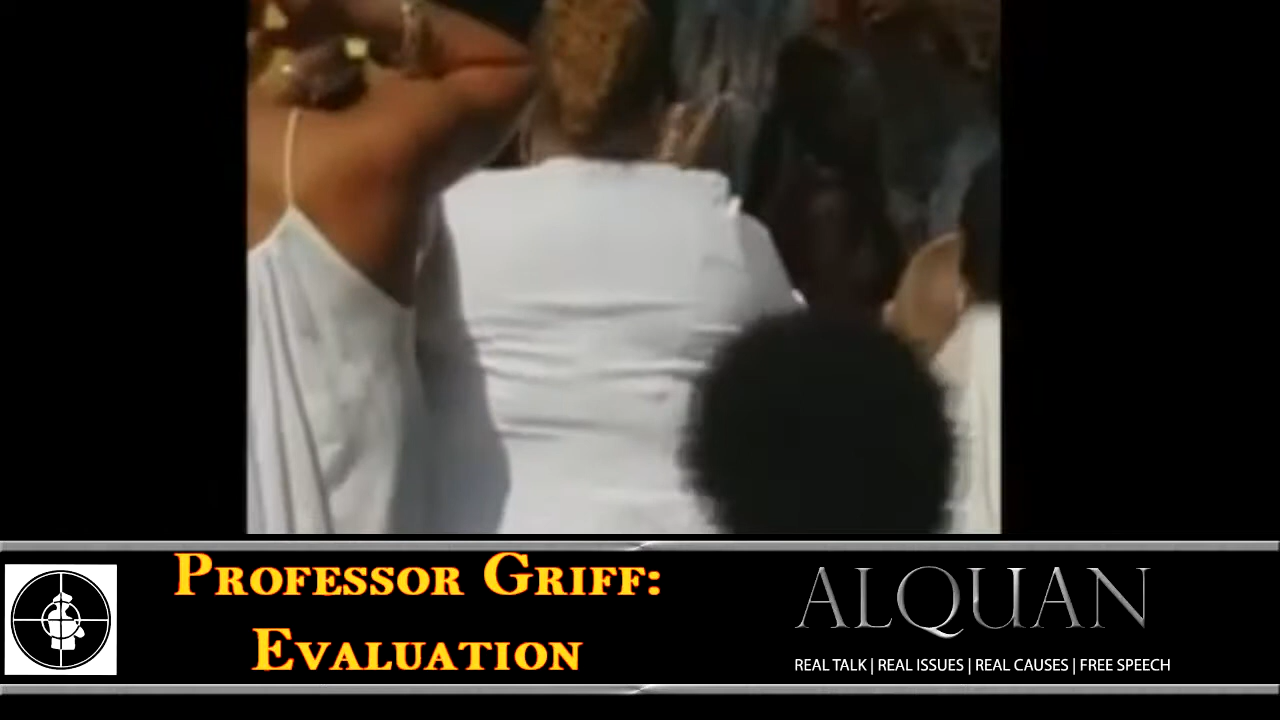 PROFESSOR GRIFF:
EVALUATION
ALQUAN
REAL TALK | REAL ISSUES | REAL CAUSES | FREE SPEECH